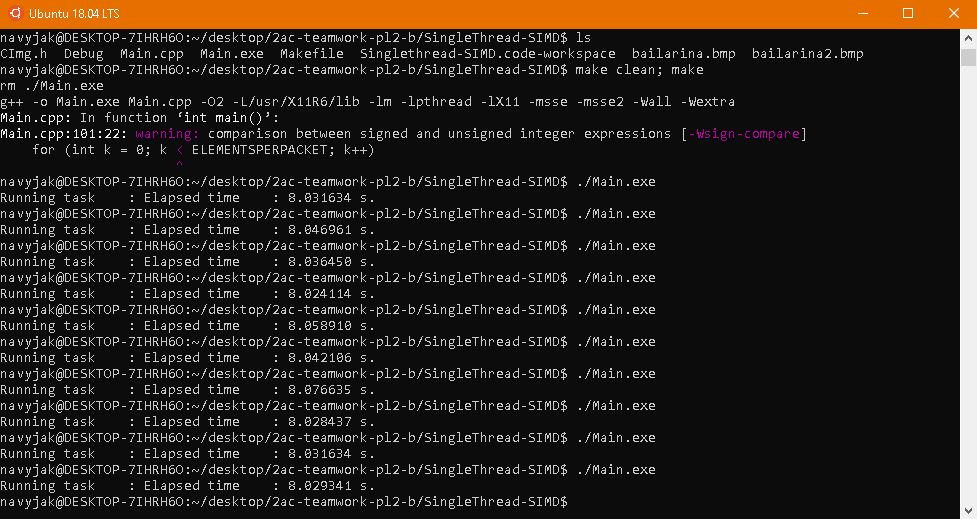 Ubuntu 18.04 LTS
navyjak@DESKTOP-7IHRH6O:~/desktop/2ac-teamwork-pl2-b/SingleThread-SIMD$ ls
CImg.h  Debug  Main.cpp  Main.exe  Makefile  Singlethread-SIMD.code-workspace  bailarina.bmp  bailarina2.bmp
navyjak@DESKTOP-7IHRH6O:~/desktop/2ac-teamwork-pl2-b/SingleThread-SIMD$ make clean; make
rm ./Main.exe
g++ -o Main.exe Main.cpp -O2 -L/usr/X11R6/lib -lm -lpthread -lX11 -msse -msse2 -Wall -Wextra
Main.cpp: In function ‘int main()’:
Main.cpp:101:22: warning: comparison between signed and unsigned integer expressions [-Wsign-compare]
    for (int k = 0; k < ELEMENTSPERPACKET; k++)
                      ^
navyjak@DESKTOP-7IHRH6O:~/desktop/2ac-teamwork-pl2-b/SingleThread-SIMD$ ./Main.exe
Running task    : Elapsed time    : 8.031634 s.
navyjak@DESKTOP-7IHRH6O:~/desktop/2ac-teamwork-pl2-b/SingleThread-SIMD$ ./Main.exe
Running task    : Elapsed time    : 8.046961 s.
navyjak@DESKTOP-7IHRH6O:~/desktop/2ac-teamwork-pl2-b/SingleThread-SIMD$ ./Main.exe
Running task    : Elapsed time    : 8.036450 s.
navyjak@DESKTOP-7IHRH6O:~/desktop/2ac-teamwork-pl2-b/SingleThread-SIMD$ ./Main.exe
Running task    : Elapsed time    : 8.024114 s.
navyjak@DESKTOP-7IHRH6O:~/desktop/2ac-teamwork-pl2-b/SingleThread-SIMD$ ./Main.exe
Running task    : Elapsed time    : 8.058910 s.
navyjak@DESKTOP-7IHRH6O:~/desktop/2ac-teamwork-pl2-b/SingleThread-SIMD$ ./Main.exe
Running task    : Elapsed time    : 8.042106 s.
navyjak@DESKTOP-7IHRH6O:~/desktop/2ac-teamwork-pl2-b/SingleThread-SIMD$ ./Main.exe
Running task    : Elapsed time    : 8.076635 s.
navyjak@DESKTOP-7IHRH6O:~/desktop/2ac-teamwork-pl2-b/SingleThread-SIMD$ ./Main.exe
Running task    : Elapsed time    : 8.028437 s.
navyjak@DESKTOP-7IHRH6O:~/desktop/2ac-teamwork-pl2-b/SingleThread-SIMD$ ./Main.exe
Running task    : Elapsed time    : 8.031634 s.
navyjak@DESKTOP-7IHRH6O:~/desktop/2ac-teamwork-pl2-b/SingleThread-SIMD$ ./Main.exe
Running task    : Elapsed time    : 8.029341 s.
navyjak@DESKTOP-7IHRH6O:~/desktop/2ac-teamwork-pl2-b/SingleThread-SIMD$